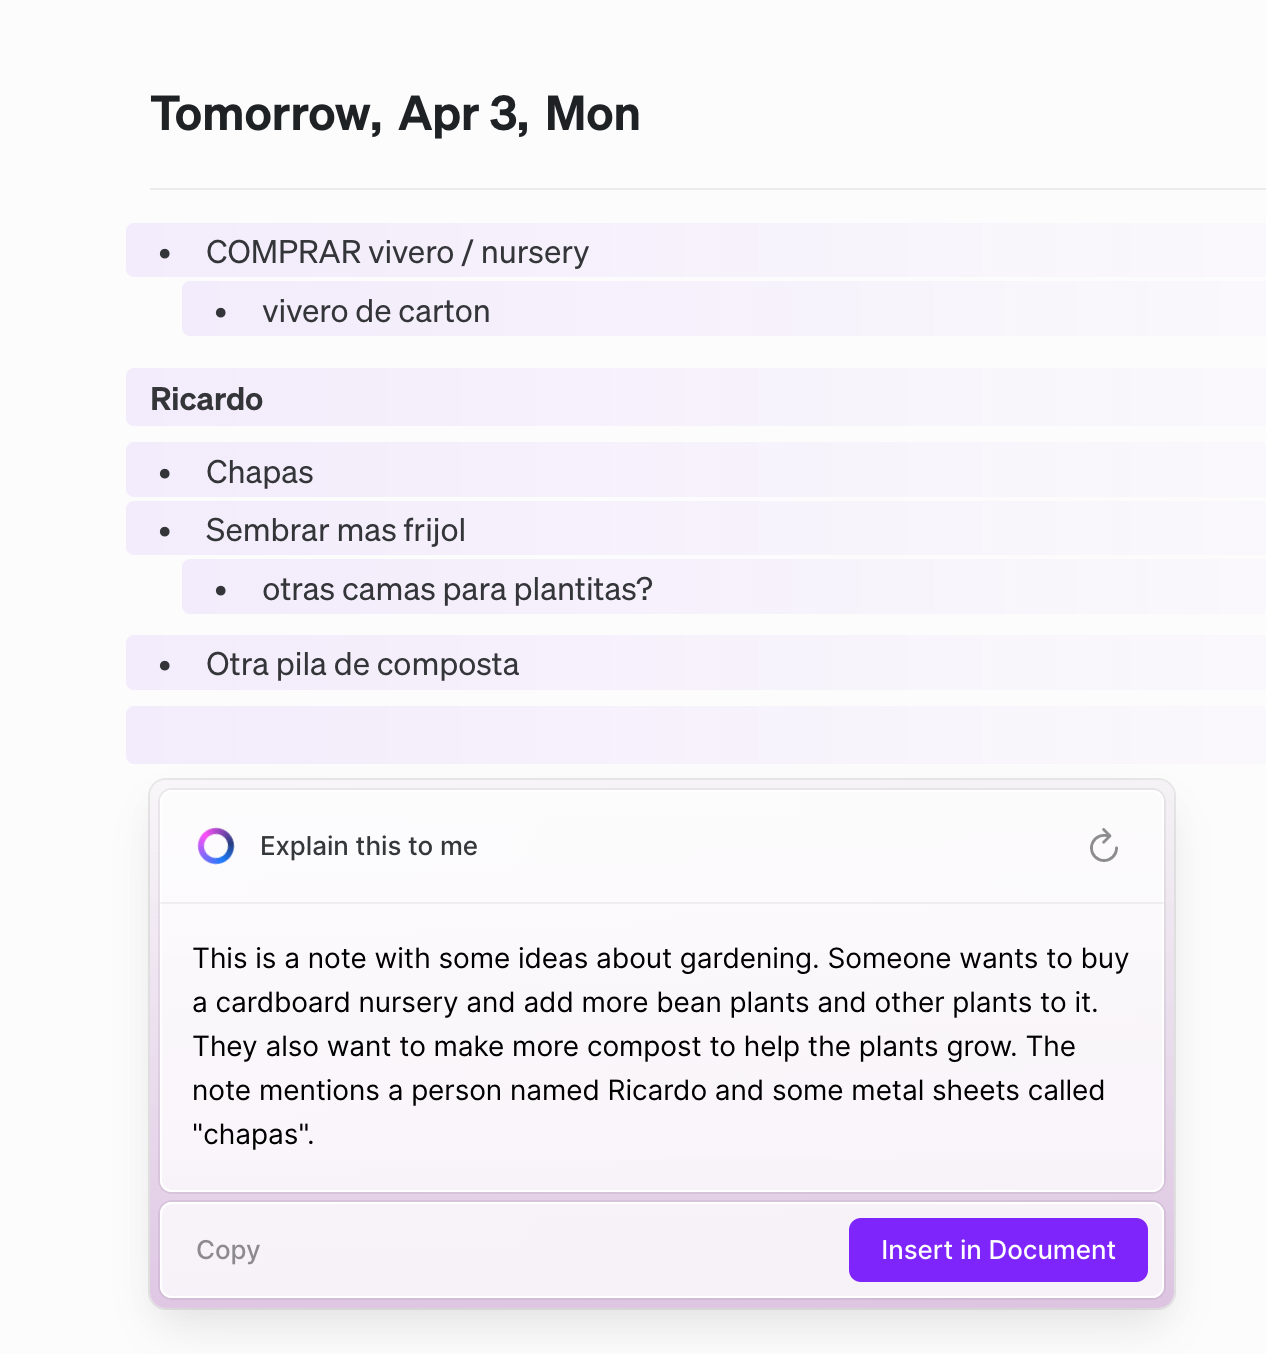 Tomorrow, Apr 3, Mon
• COMPRAR vivero / nursery
• vivero de carton
Ricardo
• Chapas
• Sembrar mas frijol
• otras camas para plantitas?
• Otra pila de composta
Explain this to me
This is a note with some ideas about gardening. Someone wants to buy
a cardboard nursery and add more bean plants and other plants to it.
They also want to make more compost to help the plants grow. The
note mentions a person named Ricardo and some metal sheets called
"chapas".
Copy
Insert in Document